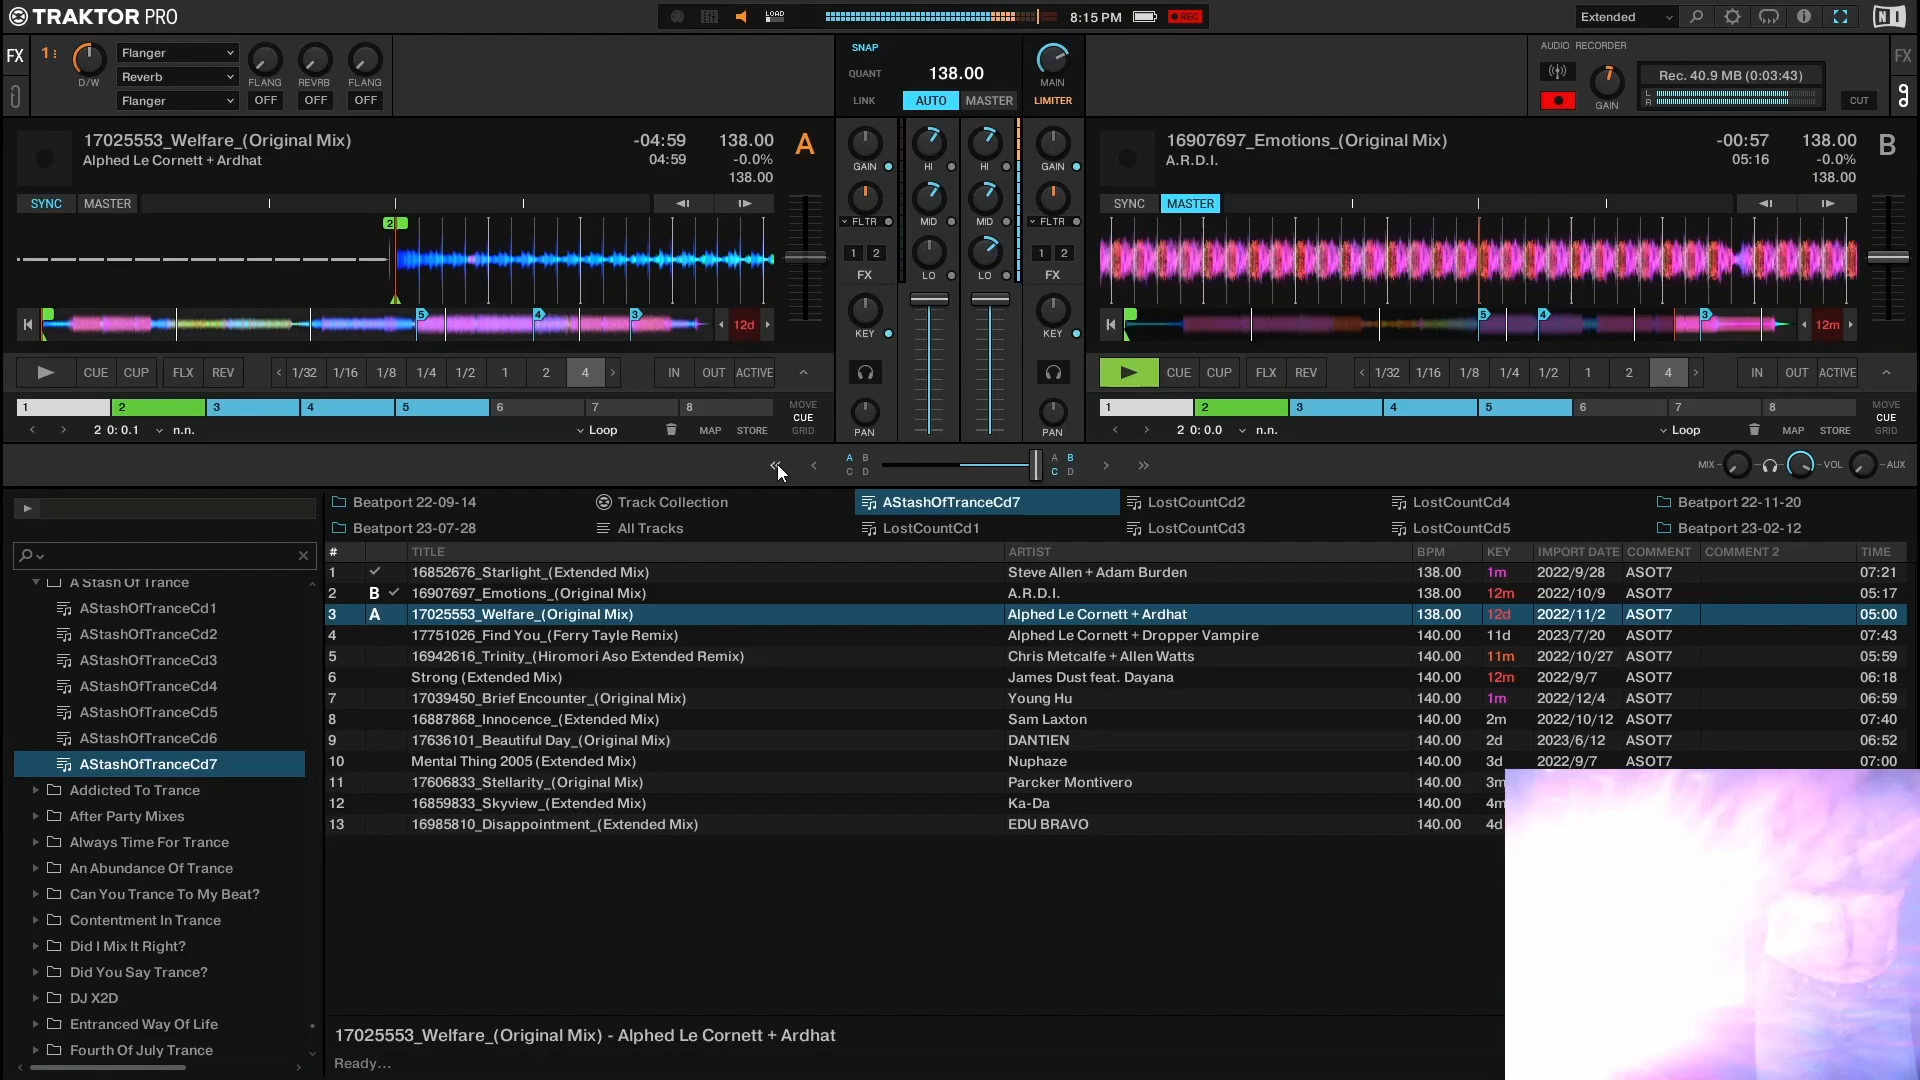 TRAKTOR PRO
LOAD
8:15 PM
REC
Extended
FX
1
D/W
Flanger
Reverb
Flanger
FLANG
REVRB
FLANG
OFF
OFF
OFF
SNAP
QUANT
LINK
138.00
AUTO
MASTER
MAIN
LIMITER
AUDIO RECORDER
GAIN
Rec. 40.9 MB (0:03:43)
L
R
CUT
FX
17025553_Welfare_(Original Mix)
Alphed Le Cornett + Ardhat
-04:59
04:59
138.00
-0.0%
138.00
A
SYNC
MASTER
2
5
4
3
12d
CUE
CUP
FLX
REV
1/32
1/16
1/8
1/4
1/2
1
2
4
IN
OUT
ACTIVE
1
2
3
4
5
6
7
8
MOVE
CUE
GRID
2 0: 0.1
n.n.
Loop
MAP
STORE
GAIN
HI
HI
GAIN
FLTR
MID
MID
FLTR
1 2
FX
LO
LO
1 2
FX
KEY
KEY
PAN
PAN
16907697_Emotions_(Original Mix)
A.R.D.I.
-00:57
05:16
138.00
-0.0%
138.00
B
SYNC
MASTER
5
4
3
12m
CUE
CUP
FLX
REV
1/32
1/16
1/8
1/4
1/2
1
2
4
IN
OUT
ACTIVE
1
2
3
4
5
6
7
8
MOVE
CUE
GRID
2 0: 0.0
n.n.
Loop
MAP
STORE
A B
C D
A B
C D
MIX
VOL
AUX
Beatport 22-09-14
Track Collection
AStashOfTranceCd7
LostCountCd2
LostCountCd4
Beatport 22-11-20
Beatport 23-07-28
All Tracks
LostCountCd1
LostCountCd3
LostCountCd5
Beatport 23-02-12
A Stash Of Trance
AStashOfTranceCd1
AStashOfTranceCd2
AStashOfTranceCd3
AStashOfTranceCd4
AStashOfTranceCd5
AStashOfTranceCd6
AStashOfTranceCd7
Addicted To Trance
After Party Mixes
Always Time For Trance
An Abundance Of Trance
Can You Trance To My Beat?
Contentment In Trance
Did I Mix It Right?
Did You Say Trance?
DJ X2D
Entranced Way Of Life
Fourth Of July Trance
# TITLE ARTIST BPM KEY IMPORT DATE COMMENT COMMENT 2 TIME
1 16852676_Starlight_(Extended Mix) Steve Allen + Adam Burden 138.00 1m 2022/9/28 ASOT7 07:21
2 B 16907697_Emotions_(Original Mix) A.R.D.I. 138.00 12m 2022/10/9 ASOT7 05:17
3 A 17025553_Welfare_(Original Mix) Alphed Le Cornett + Ardhat 138.00 12d 2022/11/2 ASOT7 05:00
4 17751026_Find You_(Ferry Tayle Remix) Alphed Le Cornett + Dropper Vampire 140.00 11d 2023/7/20 ASOT7 07:43
5 16942616_Trinity_(Hiromori Aso Extended Remix) Chris Metcalfe + Allen Watts 140.00 11m 2022/10/27 ASOT7 05:59
6 Strong (Extended Mix) James Dust feat. Dayana 140.00 12m 2022/9/7 ASOT7 06:18
7 17039450_Brief Encounter_(Original Mix) Young Hu 140.00 1m 2022/12/4 ASOT7 06:59
8 16887868_Innocence_(Extended Mix) Sam Laxton 140.00 2m 2022/10/12 ASOT7 07:40
9 17636101_Beautiful Day_(Original Mix) DANTIEN 140.00 2d 2023/6/12 ASOT7 06:52
10 Mental Thing 2005 (Extended Mix) Nuphaze 140.00 3d 2022/9/7 ASOT7 07:00
11 17606833_Stellarity_(Original Mix) Parcker Montivero 140.00 3m
12 16859833_Skyview_(Extended Mix) Ka-Da 140.00 4m
13 16985810_Disappointment_(Extended Mix) EDU BRAVO 140.00 4d
17025553_Welfare_(Original Mix) - Alphed Le Cornett + Ardhat
Ready...